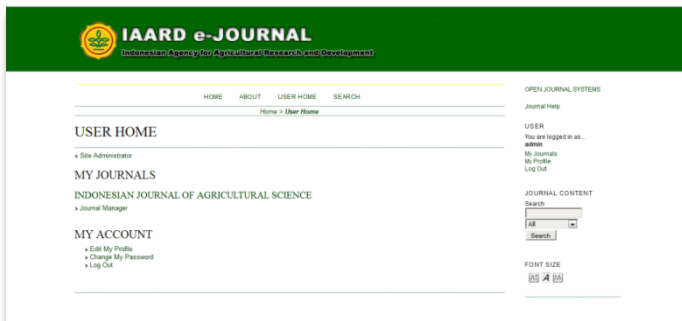 IAARD e-JOURNAL
Indonesian Agency for Agricultural Research and Development
HOME ABOUT USER HOME SEARCH
Home > User Home
USER HOME
» Site Administrator
MY JOURNALS
INDONESIAN JOURNAL OF AGRICULTURAL SCIENCE
» Journal Manager
MY ACCOUNT
» Edit My Profile
» Change My Password
» Log Out
OPEN JOURNAL SYSTEMS
Journal Help
USER
You are logged in as...
admin
My Journals
My Profile
Log Out
JOURNAL CONTENT
Search
All
Search
FONT SIZE
A A A